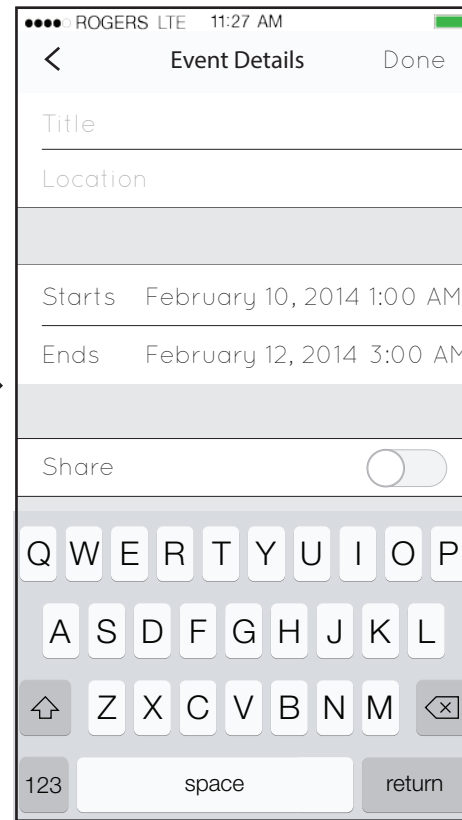 ROGERS LTE 11:27 AM
Event Details Done
Title
Location
Starts February 10, 2014 1:00 AM
Ends February 12, 2014 3:00 AM
Share
Q W E R T Y U I O P
A S D F G H J K L
Z X C V B N M
123 space return